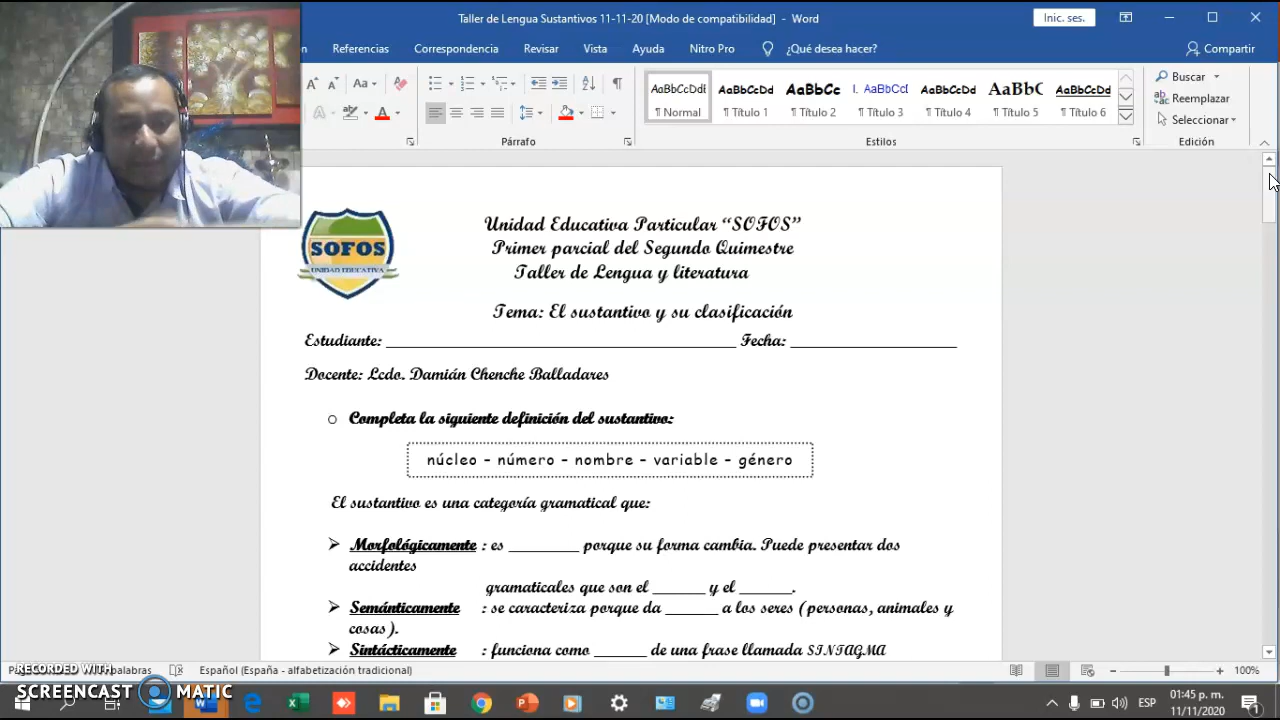 Taller de Lengua Sustantivos 11-11-20 [Modo de compatibilidad] - Word
Inic. ses.
Referencias Correspondencia Revisar Vista Ayuda Nitro Pro ¿Qué desea hacer? Compartir
Aa
AaBbCcDdE AaBbCcDd AaBbCc I. AaBbCcI AaBbCcDd AaBbC AaBbCcDd
¶ Normal ¶ Título 1 ¶ Título 2 ¶ Título 3 ¶ Título 4 ¶ Título 5 ¶ Título 6
Buscar
Reemplazar
Seleccionar
Párrafo Estilos Edición
SOFOS
UNIDAD EDUCATIVA
Unidad Educativa Particular “SOFOS”
Primer parcial del Segundo Quimestre
Taller de Lengua y literatura
Tema: El sustantivo y su clasificación
Estudiante: ______ Fecha: ______
Docente: Lcdo. Damián Chenche Balladares
o Completa la siguiente definición del sustantivo:
núcleo - número - nombre - variable - género
El sustantivo es una categoría gramatical que:
➢ Morfológicamente : es ______ porque su forma cambia. Puede presentar dos
accidentes
gramaticales que son el ______ y el ______.
➢ Semánticamente : se caracteriza porque da ______ a los seres (personas, animales y
cosas).
➢ Sintácticamente : funciona como ______ de una frase llamada SINTAGMA
palabras Español (España - alfabetización tradicional) 100%
RECORDED WITH
SCREENCAST MATIC
ESP 01:45 p. m.
11/11/2020